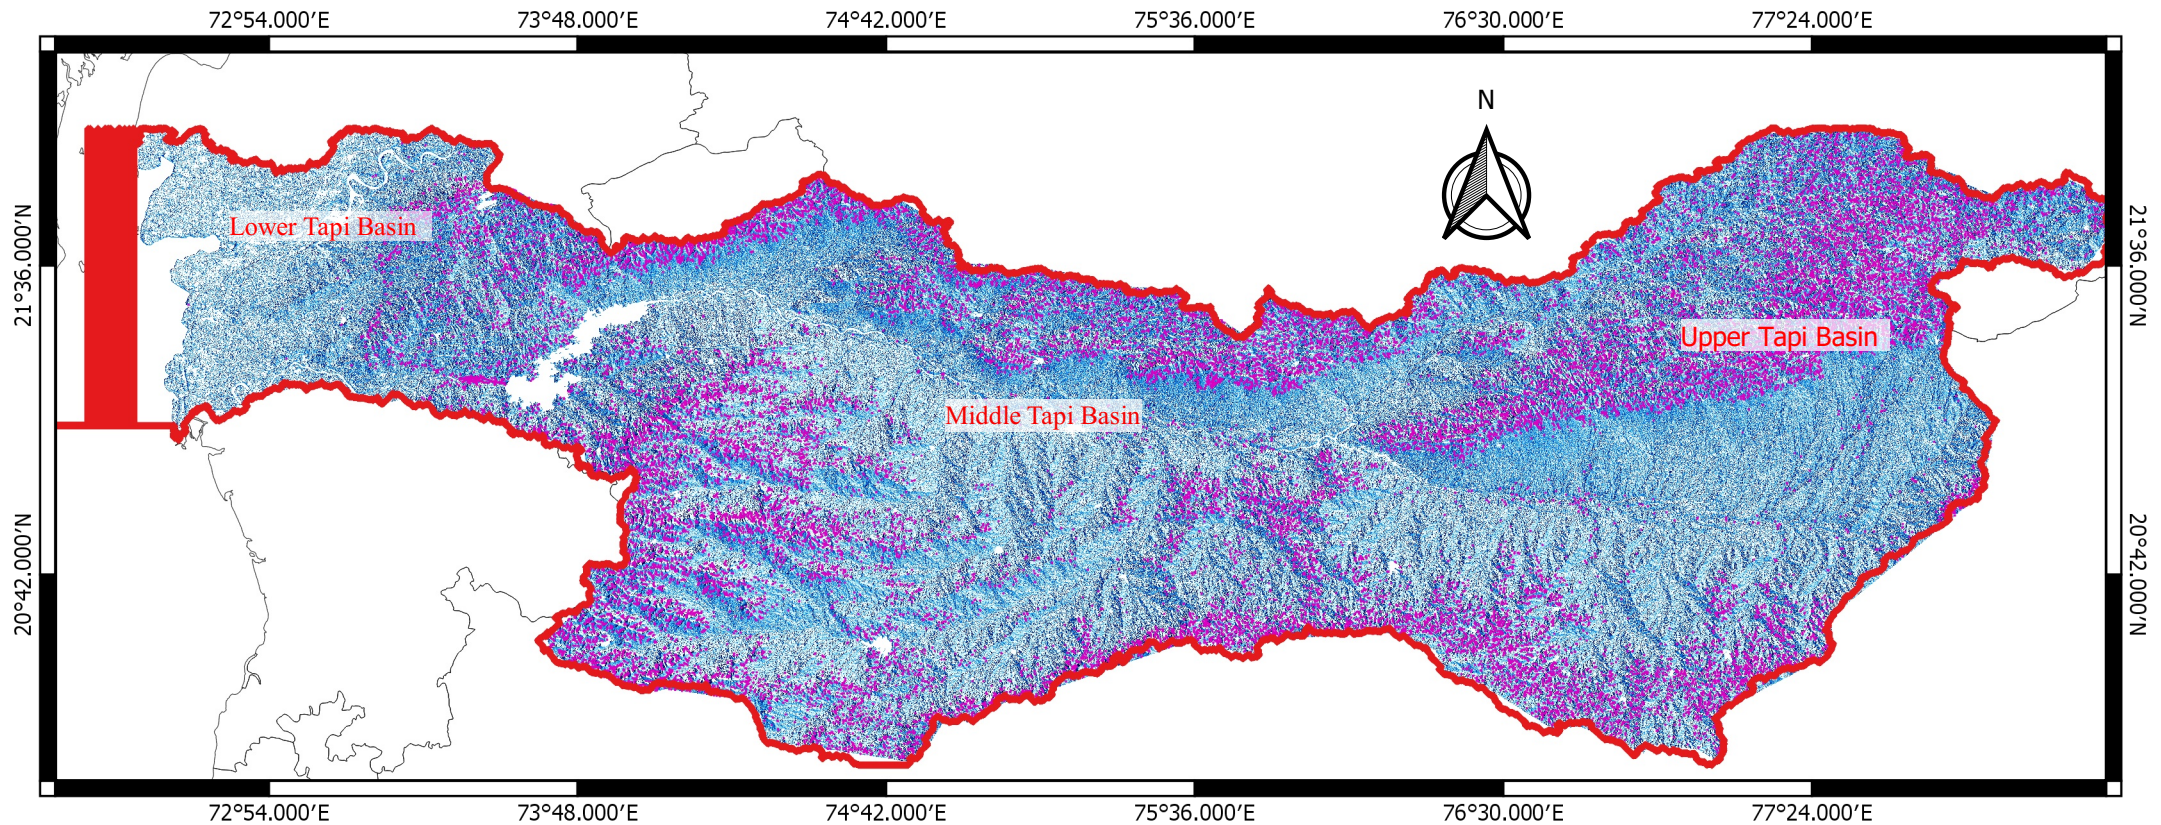 72°54.000′E 73°48.000′E 74°42.000′E 75°36.000′E 76°30.000′E 77°24.000′E
N
21°36.000′N
21°36.000′N
Lower Tapi Basin
Upper Tapi Basin
Middle Tapi Basin
20°42.000′N
20°42.000′N
72°54.000′E 73°48.000′E 74°42.000′E 75°36.000′E 76°30.000′E 77°24.000′E